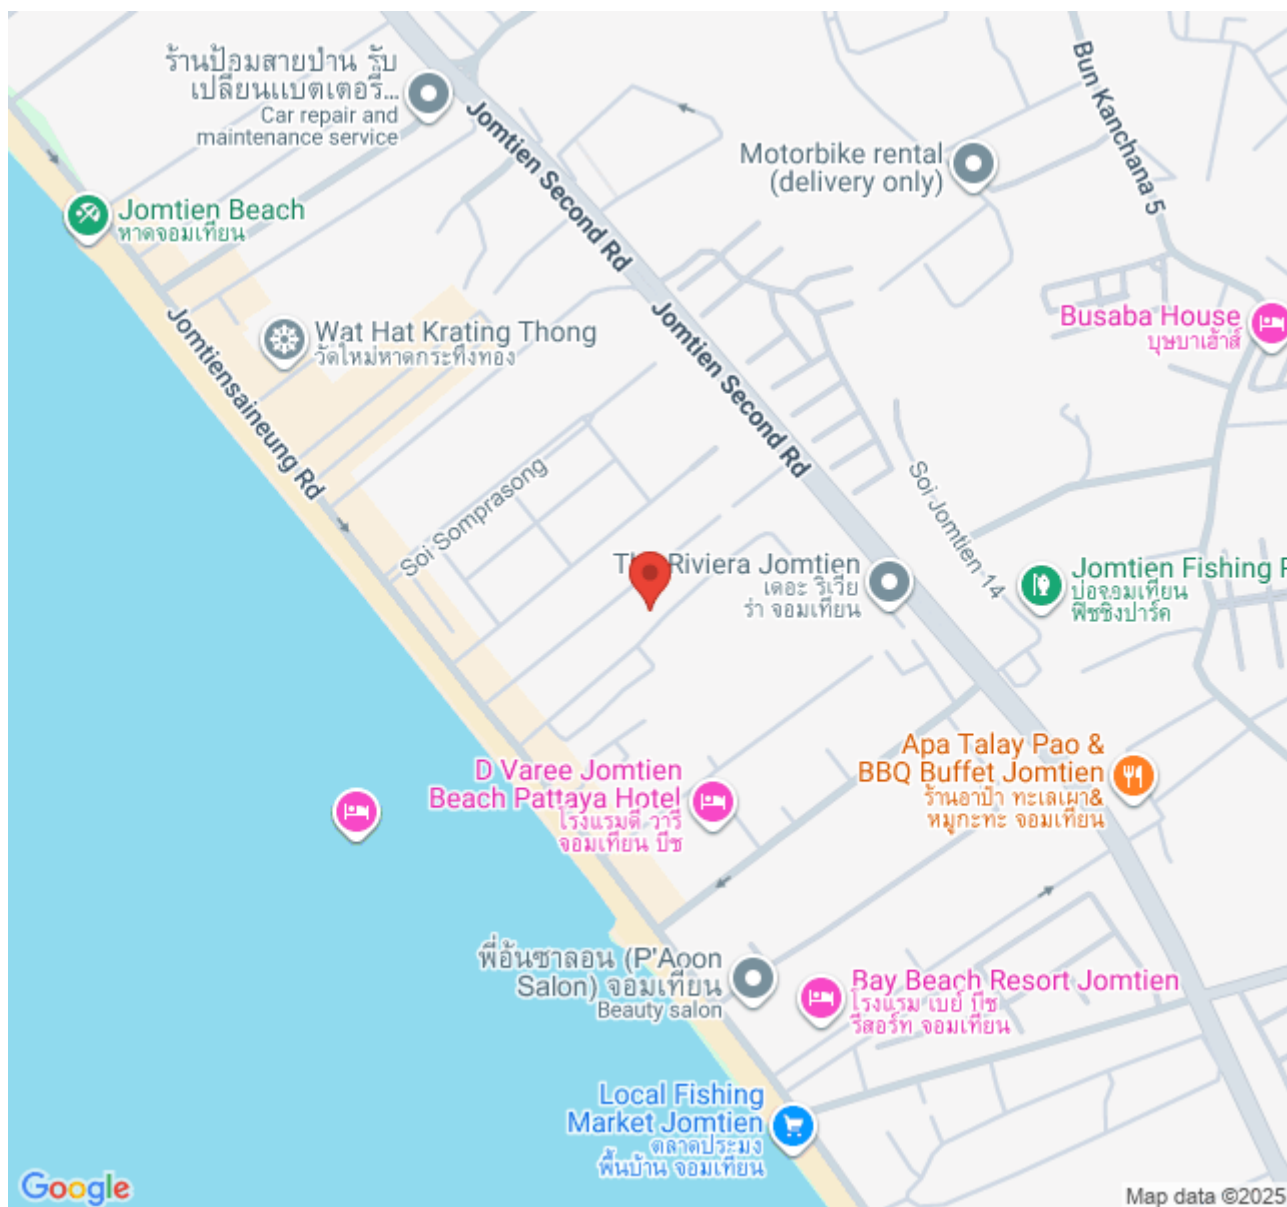 ร้านป้อมสายป่าน รับ
เปลี่ยนแบตเตอรี่...
Car repair and
maintenance service
Jomtien Second Rd
Bun Kanchana 5
Motorbike rental
(delivery only)
Jomtien Beach
หาดจอมเทียน
Wat Hat Krating Thong
วัดใหม่หาดกระทิงทอง
Jomtiensaineung Rd
Jomtien Second Rd
Busaba House
บุษบาเฮ้าส์
Soi Somprasong
Soi Jomtien 14
Riviera Jomtien
เดอะ ริเวีย
ร่า จอมเทียน
Jomtien Fishing
บ่อจอมเทียน
ฟิชชิงปาร์ค
Apa Talay Pao &
BBQ Buffet Jomtien
ร้านอาป๋า ทะเลเผา&
หมูกะทะ จอมเทียน
D Varee Jomtien
Beach Pattaya Hotel
โรงแรมดี วารี
จอมเทียน บีช
พี่อ้นซาลอน (P'Aoon
Salon) จอมเทียน
Beauty salon
Bay Beach Resort Jomtien
โรงแรม เบย์ บีช
รีสอร์ท จอมเทียน
Local Fishing
Market Jomtien
ตลาดประมง
พื้นบ้าน จอมเทียน
Google
Map data ©2025